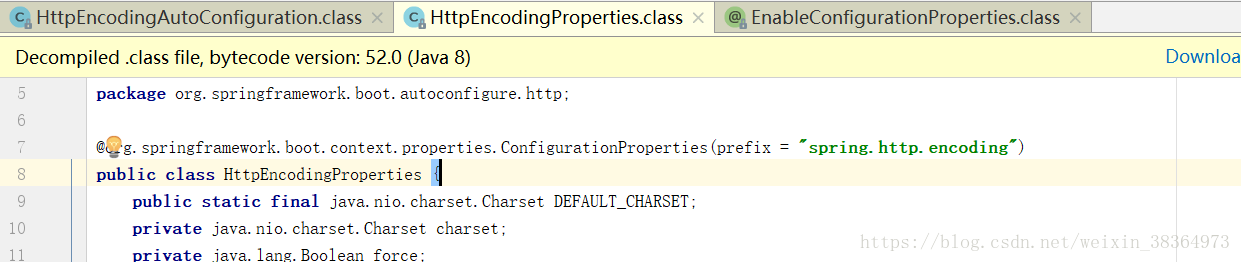 HttpEncodingAutoConfiguration.class HttpEncodingProperties.class EnableConfigurationProperties.class
Decompiled .class file, bytecode version: 52.0 (Java 8) Downloa
5 package org.springframework.boot.autoconfigure.http;
6
7 @org.springframework.boot.context.properties.ConfigurationProperties(prefix = "spring.http.encoding")
8 public class HttpEncodingProperties {
9 public static final java.nio.charset.Charset DEFAULT_CHARSET;
10 private java.nio.charset.Charset charset;
11 private java.lang.Boolean force;
https://blog.csdn.net/weixin_38364973